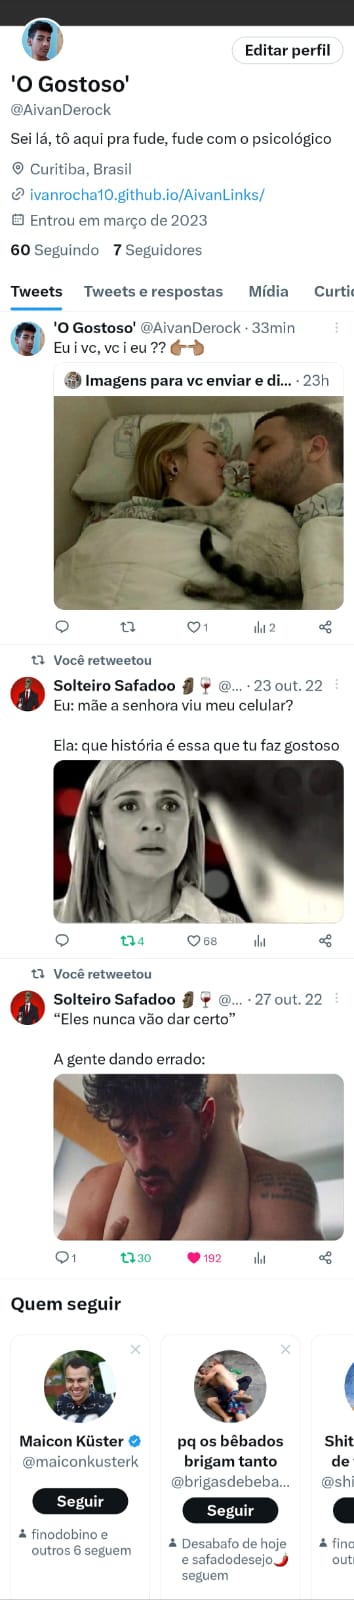 Editar perfil
'O Gostoso'
@AivanDerock
Sei lá, tô aqui pra fude, fude com o psicológico
Curitiba, Brasil
ivanrocha10.github.io/AivanLinks/
Entrou em março de 2023
60 Seguindo 7 Seguidores
Tweets Tweets e respostas Mídia Curtic
'O Gostoso' @AivanDerock · 33min
Eu i vc, vc i eu ?? 👉🏽👈🏽
Imagens para vc enviar e di... · 23h
1 2
Você retweetou
Solteiro Safadoo 🗿🍷 @... · 23 out. 22
Eu: mãe a senhora viu meu celular?
Ela: que história é essa que tu faz gostoso
4 68
Você retweetou
Solteiro Safadoo 🗿🍷 @... · 27 out. 22
“Eles nunca vão dar certo”
A gente dando errado:
1 30 192
Quem seguir
Maicon Küster
@maiconkusterk
Seguir
finodobino e
outros 6 seguem
pq os bêbados
brigam tanto
@brigasdebeba...
Seguir
Desabafo de hoje
e safadodesejo🌶️
seguem
Shit
de
@shi
fino
out